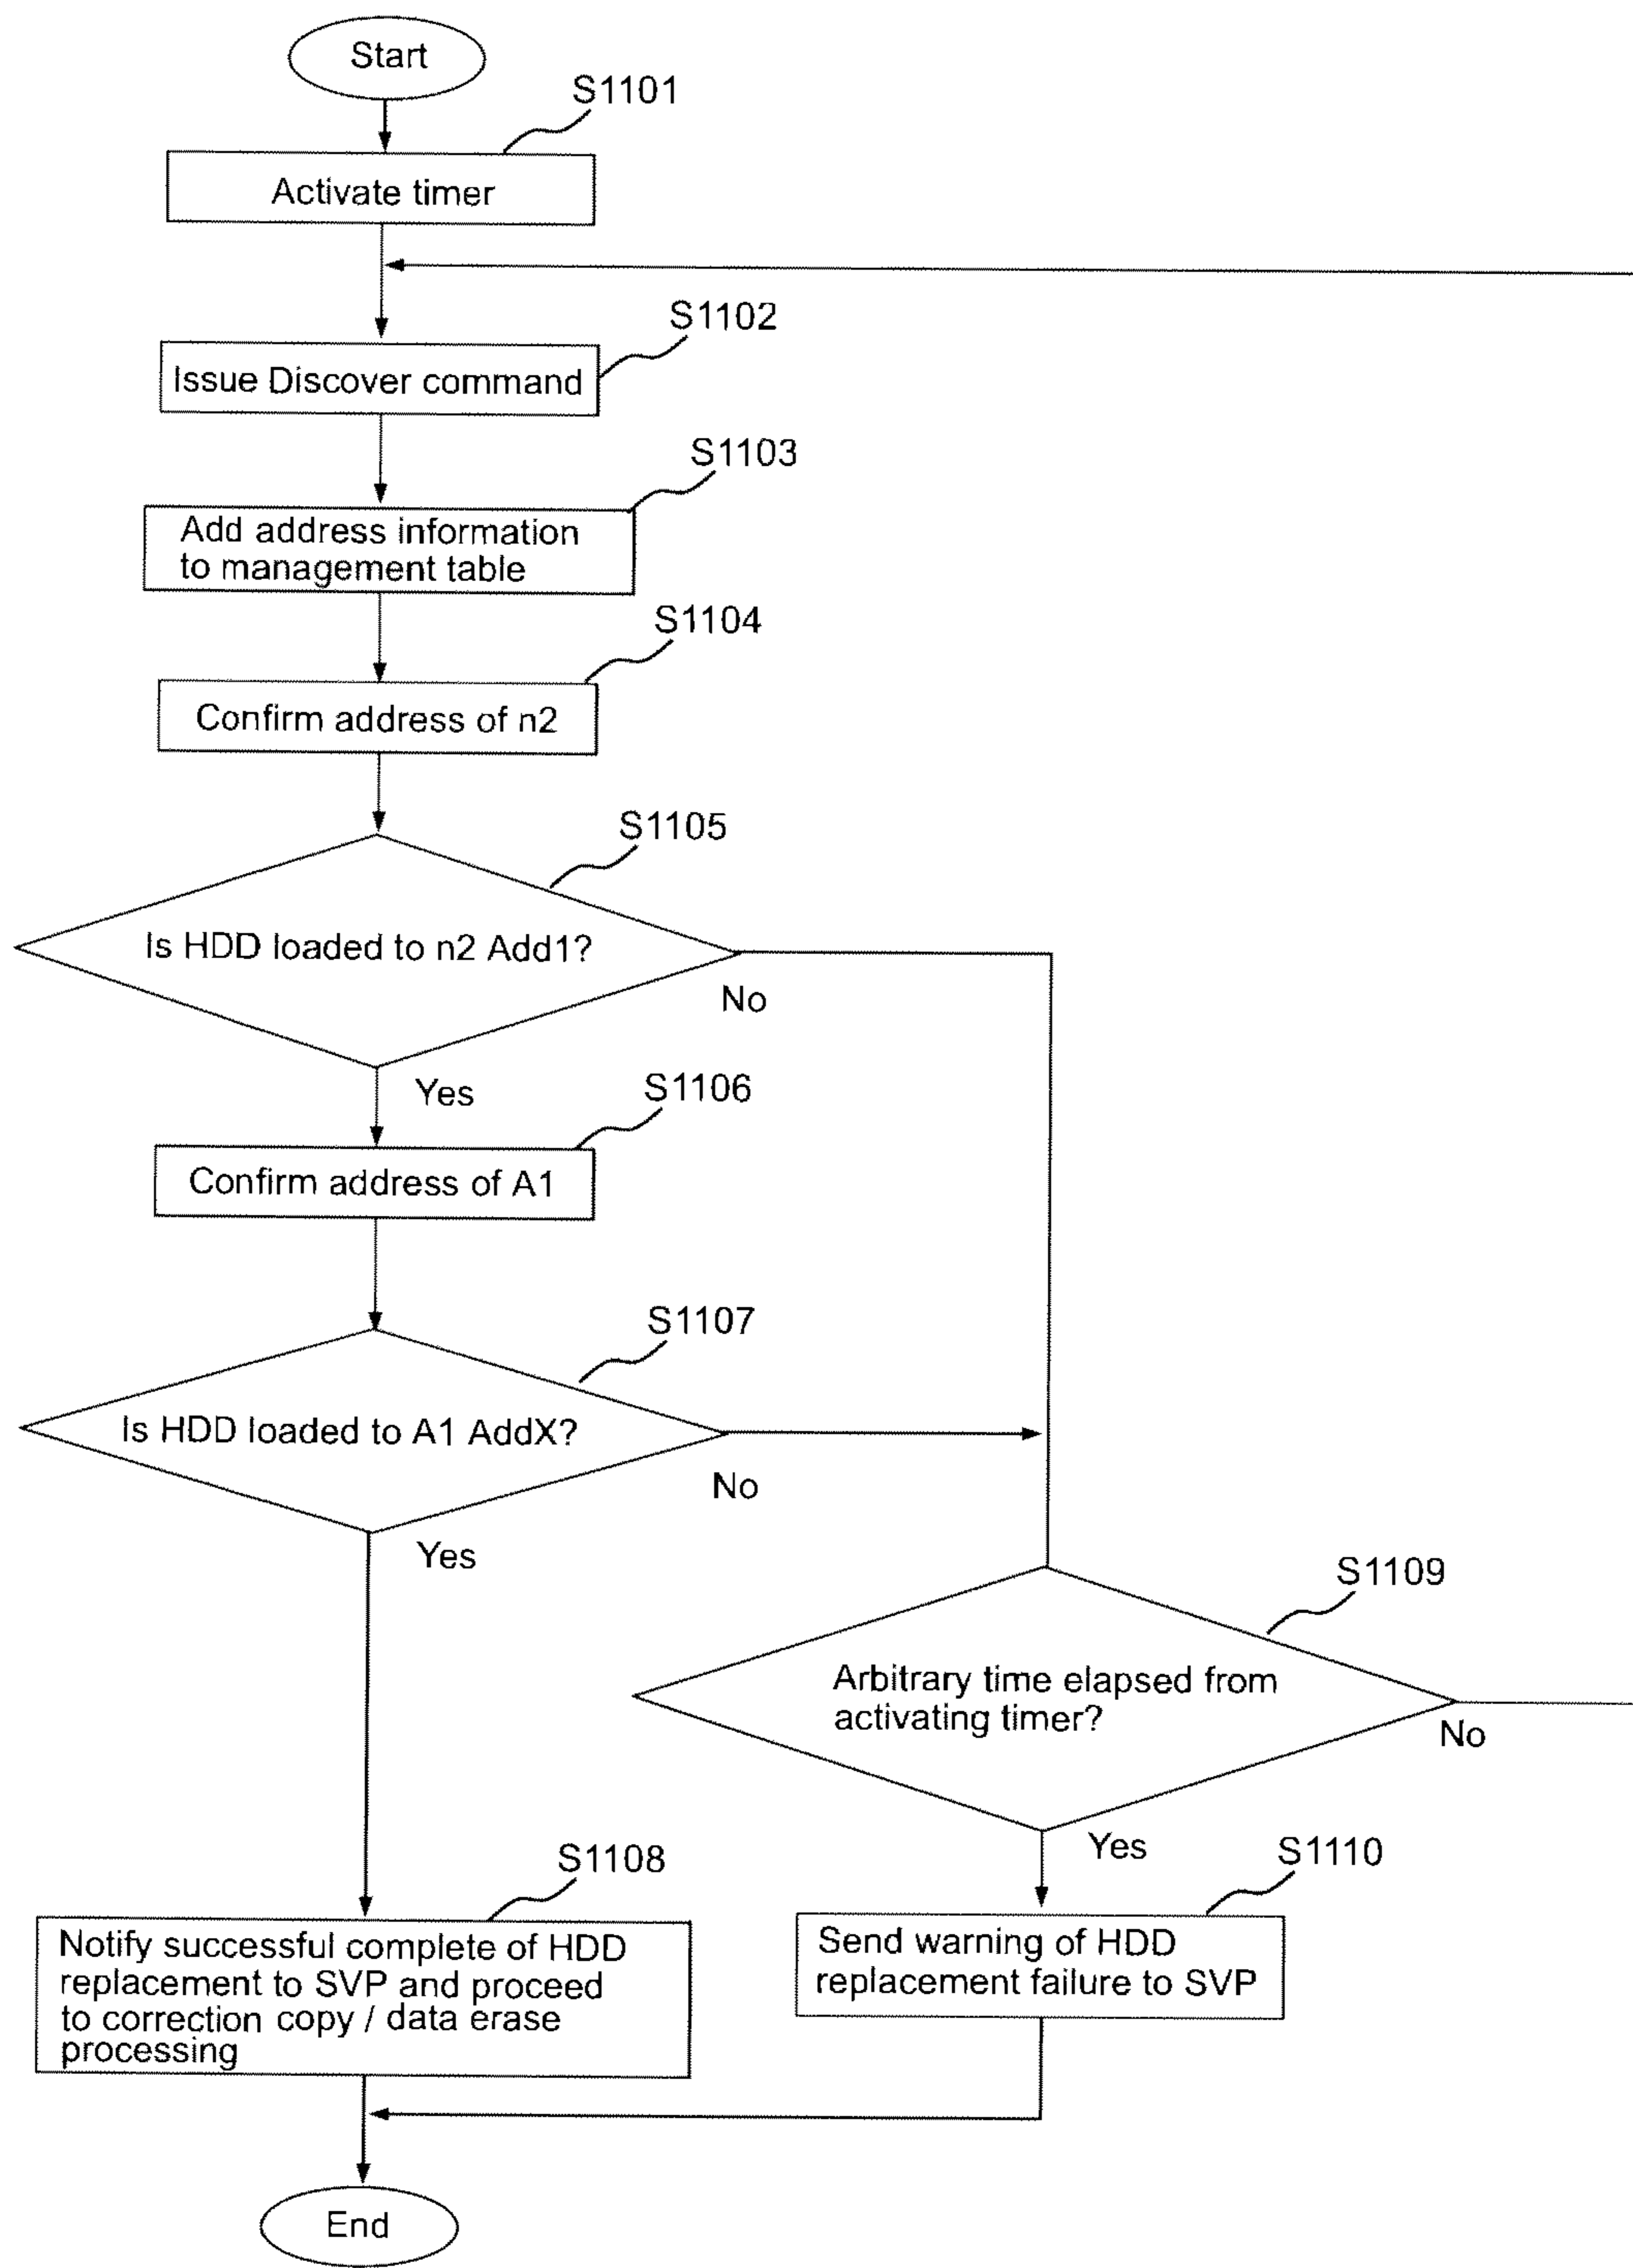 Start
S1101
Activate timer
S1102
Issue Discover command
S1103
Add address information
to management table
S1104
Confirm address of n2
S1105
Is HDD loaded to n2 Add1?
No
Yes
S1106
Confirm address of A1
S1107
Is HDD loaded to A1 AddX?
No
Yes
S1109
Arbitrary time elapsed from
activating timer?
No
Yes
S1108
Notify successful complete of HDD
replacement to SVP and proceed
to correction copy / data erase
processing
S1110
Send warning of HDD
replacement failure to SVP
End